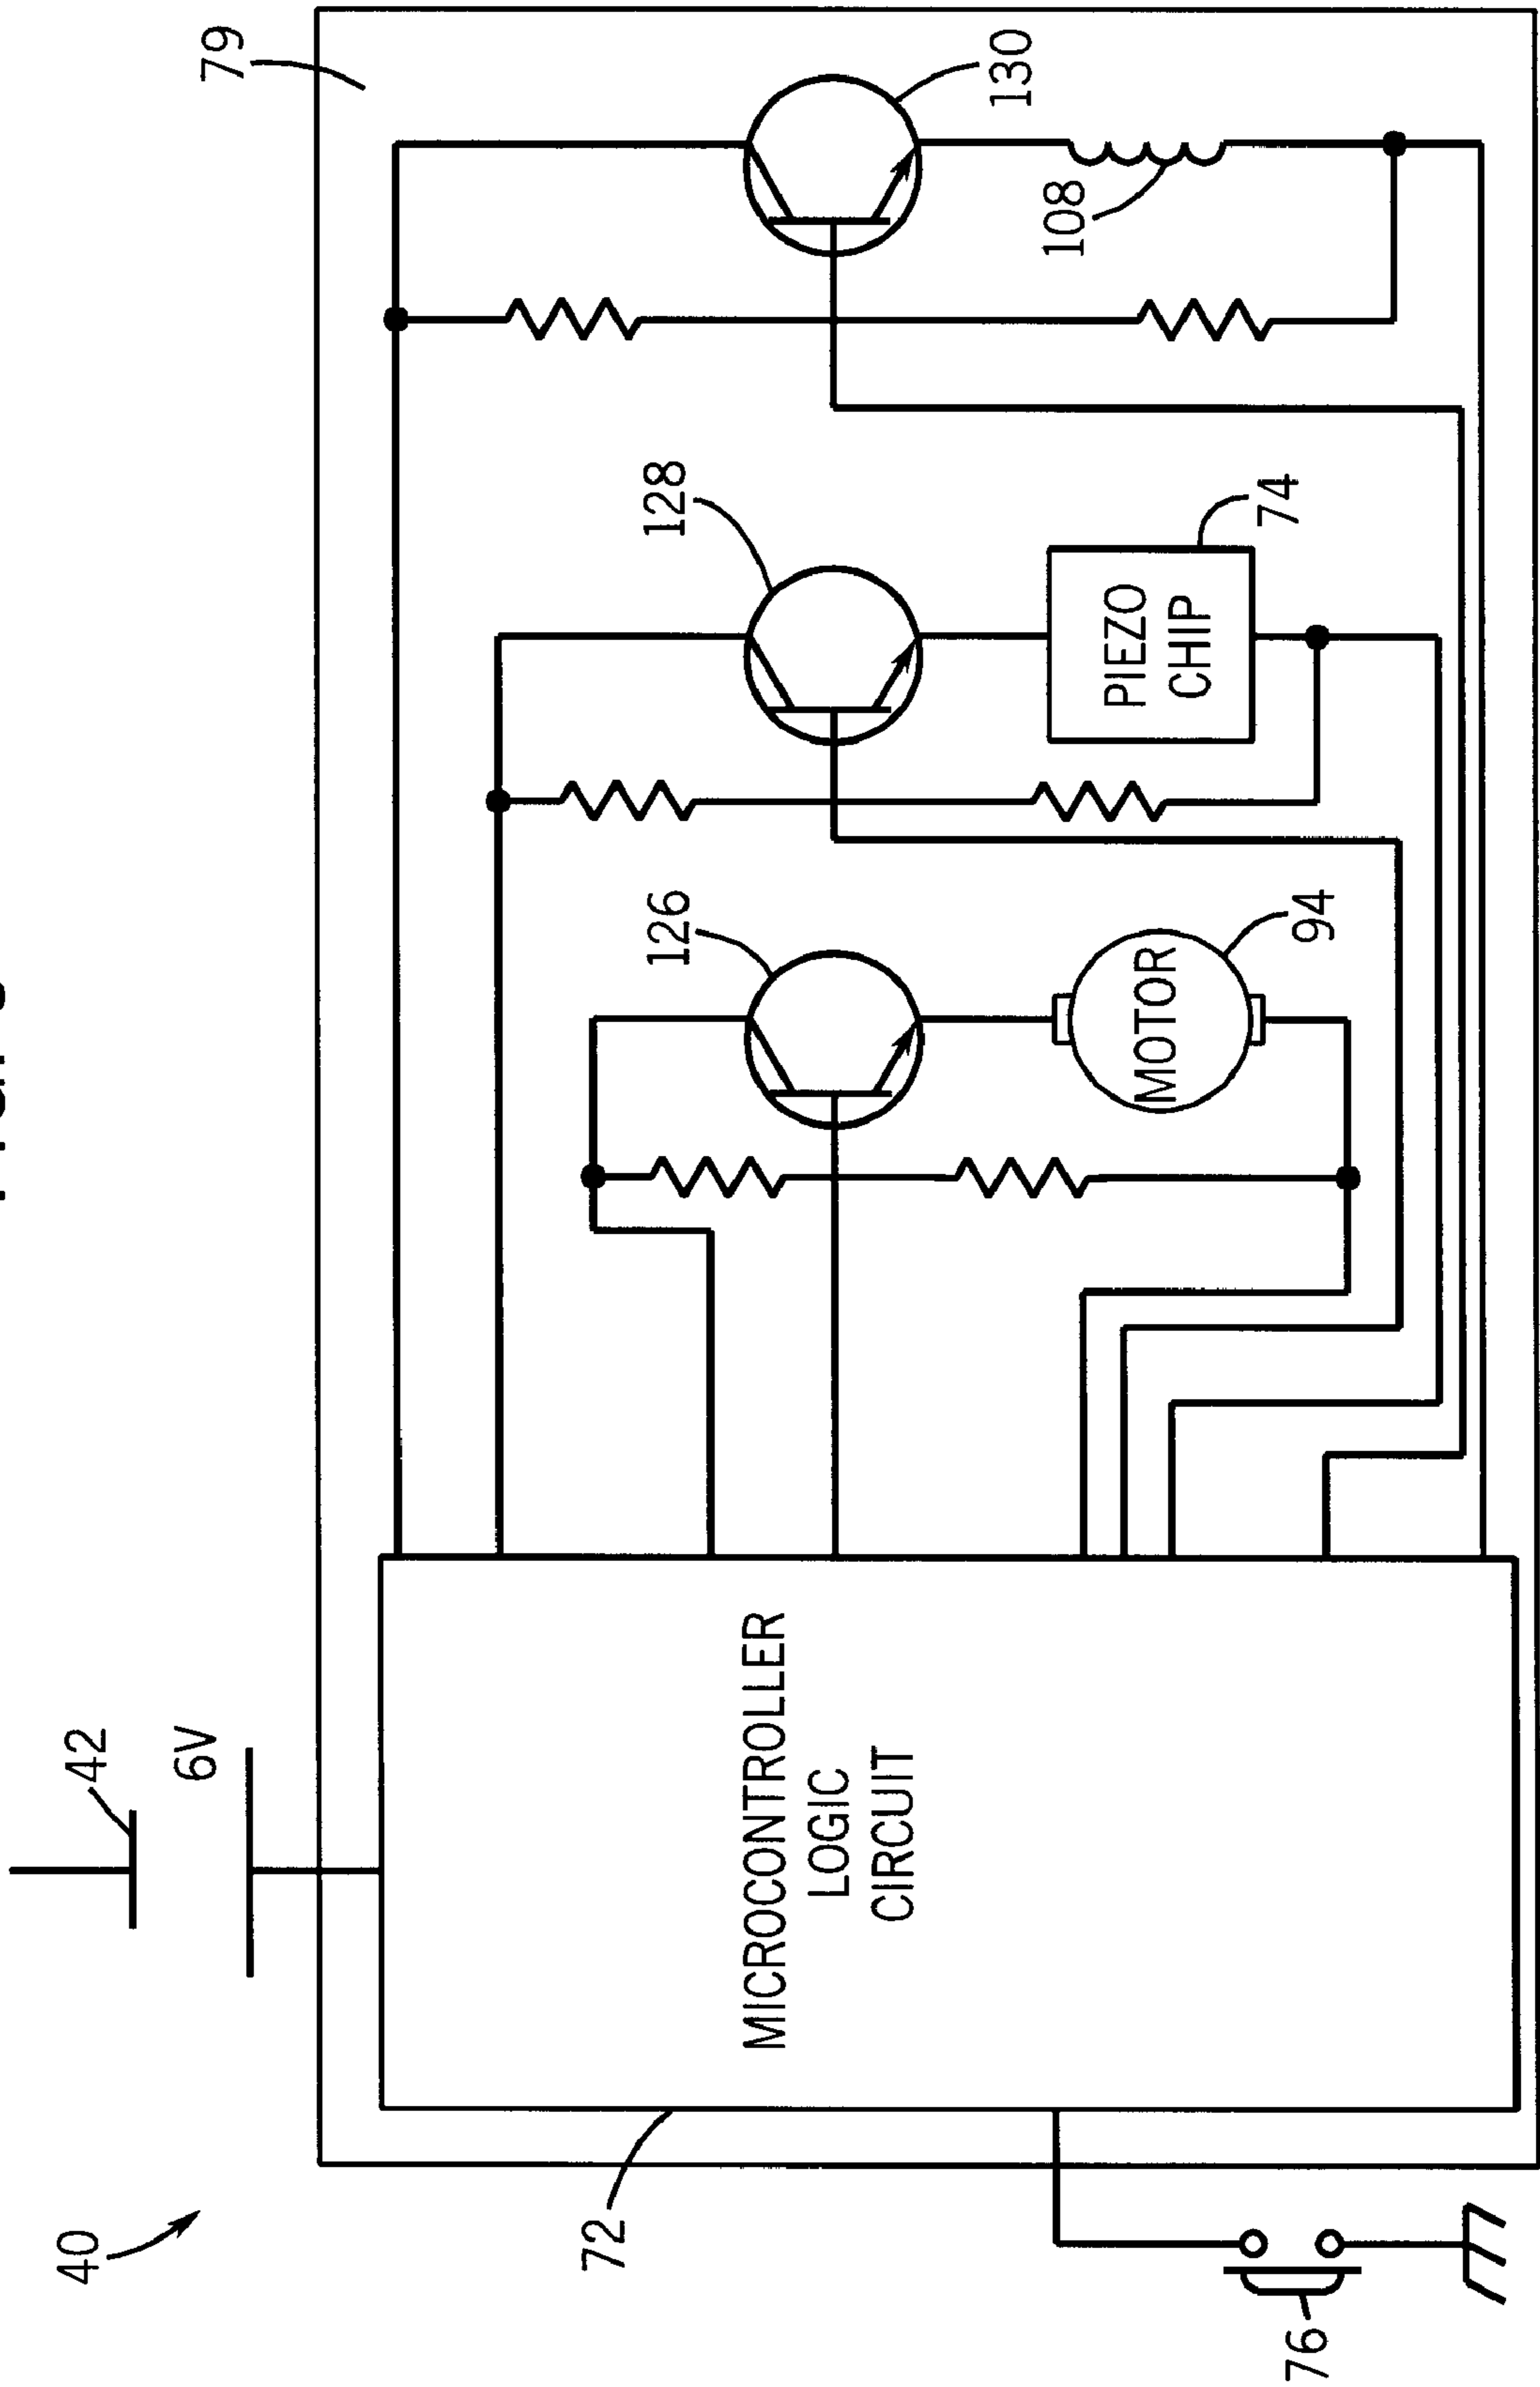 79
130
108
128
PIEZO
CHIP
74
126
MOTOR
94
42
6V
MICROCONTROLLER
LOGIC
CIRCUIT
72
40
76